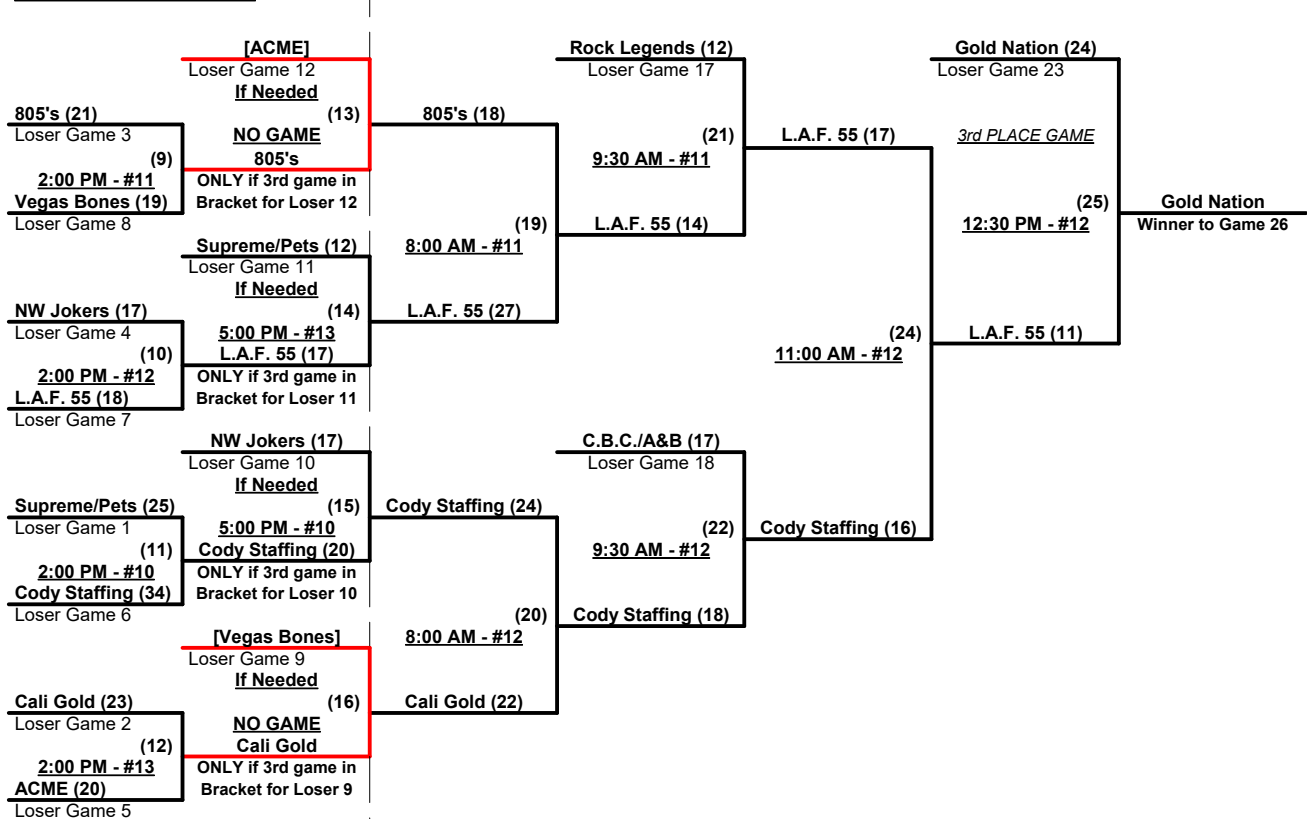 [ACME]
Loser Game 12
If Needed
(13)
NO GAME
805's
ONLY if 3rd game in
Bracket for Loser 12
805's (21)
Loser Game 3
(9)
2:00 PM - #11
Vegas Bones (19)
Loser Game 8
Supreme/Pets (12)
Loser Game 11
If Needed
(14)
5:00 PM - #13
L.A.F. 55 (17)
ONLY if 3rd game in
Bracket for Loser 11
NW Jokers (17)
Loser Game 4
(10)
2:00 PM - #12
L.A.F. 55 (18)
Loser Game 7
NW Jokers (17)
Loser Game 10
If Needed
(15)
5:00 PM - #10
Cody Staffing (20)
ONLY if 3rd game in
Bracket for Loser 10
Supreme/Pets (25)
Loser Game 1
(11)
2:00 PM - #10
Cody Staffing (34)
Loser Game 6
[Vegas Bones]
Loser Game 9
If Needed
(16)
NO GAME
Cali Gold
ONLY if 3rd game in
Bracket for Loser 9
Cali Gold (23)
Loser Game 2
(12)
2:00 PM - #13
ACME (20)
Loser Game 5
805's (18)
(19)
8:00 AM - #11
L.A.F. 55 (27)
Cody Staffing (24)
(20)
8:00 AM - #12
Cali Gold (22)
Rock Legends (12)
Loser Game 17
(21)
9:30 AM - #11
L.A.F. 55 (14)
C.B.C./A&B (17)
Loser Game 18
(22)
9:30 AM - #12
Cody Staffing (18)
L.A.F. 55 (17)
(24)
11:00 AM - #12
Cody Staffing (16)
Gold Nation (24)
Loser Game 23
3rd PLACE GAME
(25)
12:30 PM - #12
L.A.F. 55 (11)
Gold Nation
Winner to Game 26